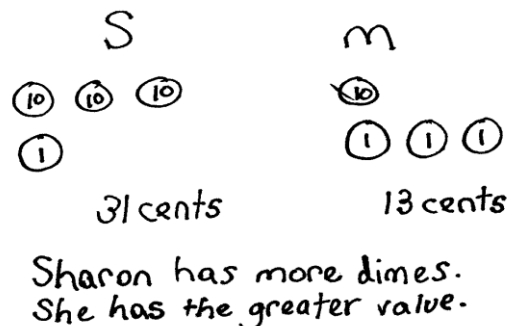 S m
10 10 10 10
1 1 1 1
31 cents 13 cents
Sharon has more dimes.
She has the greater value.